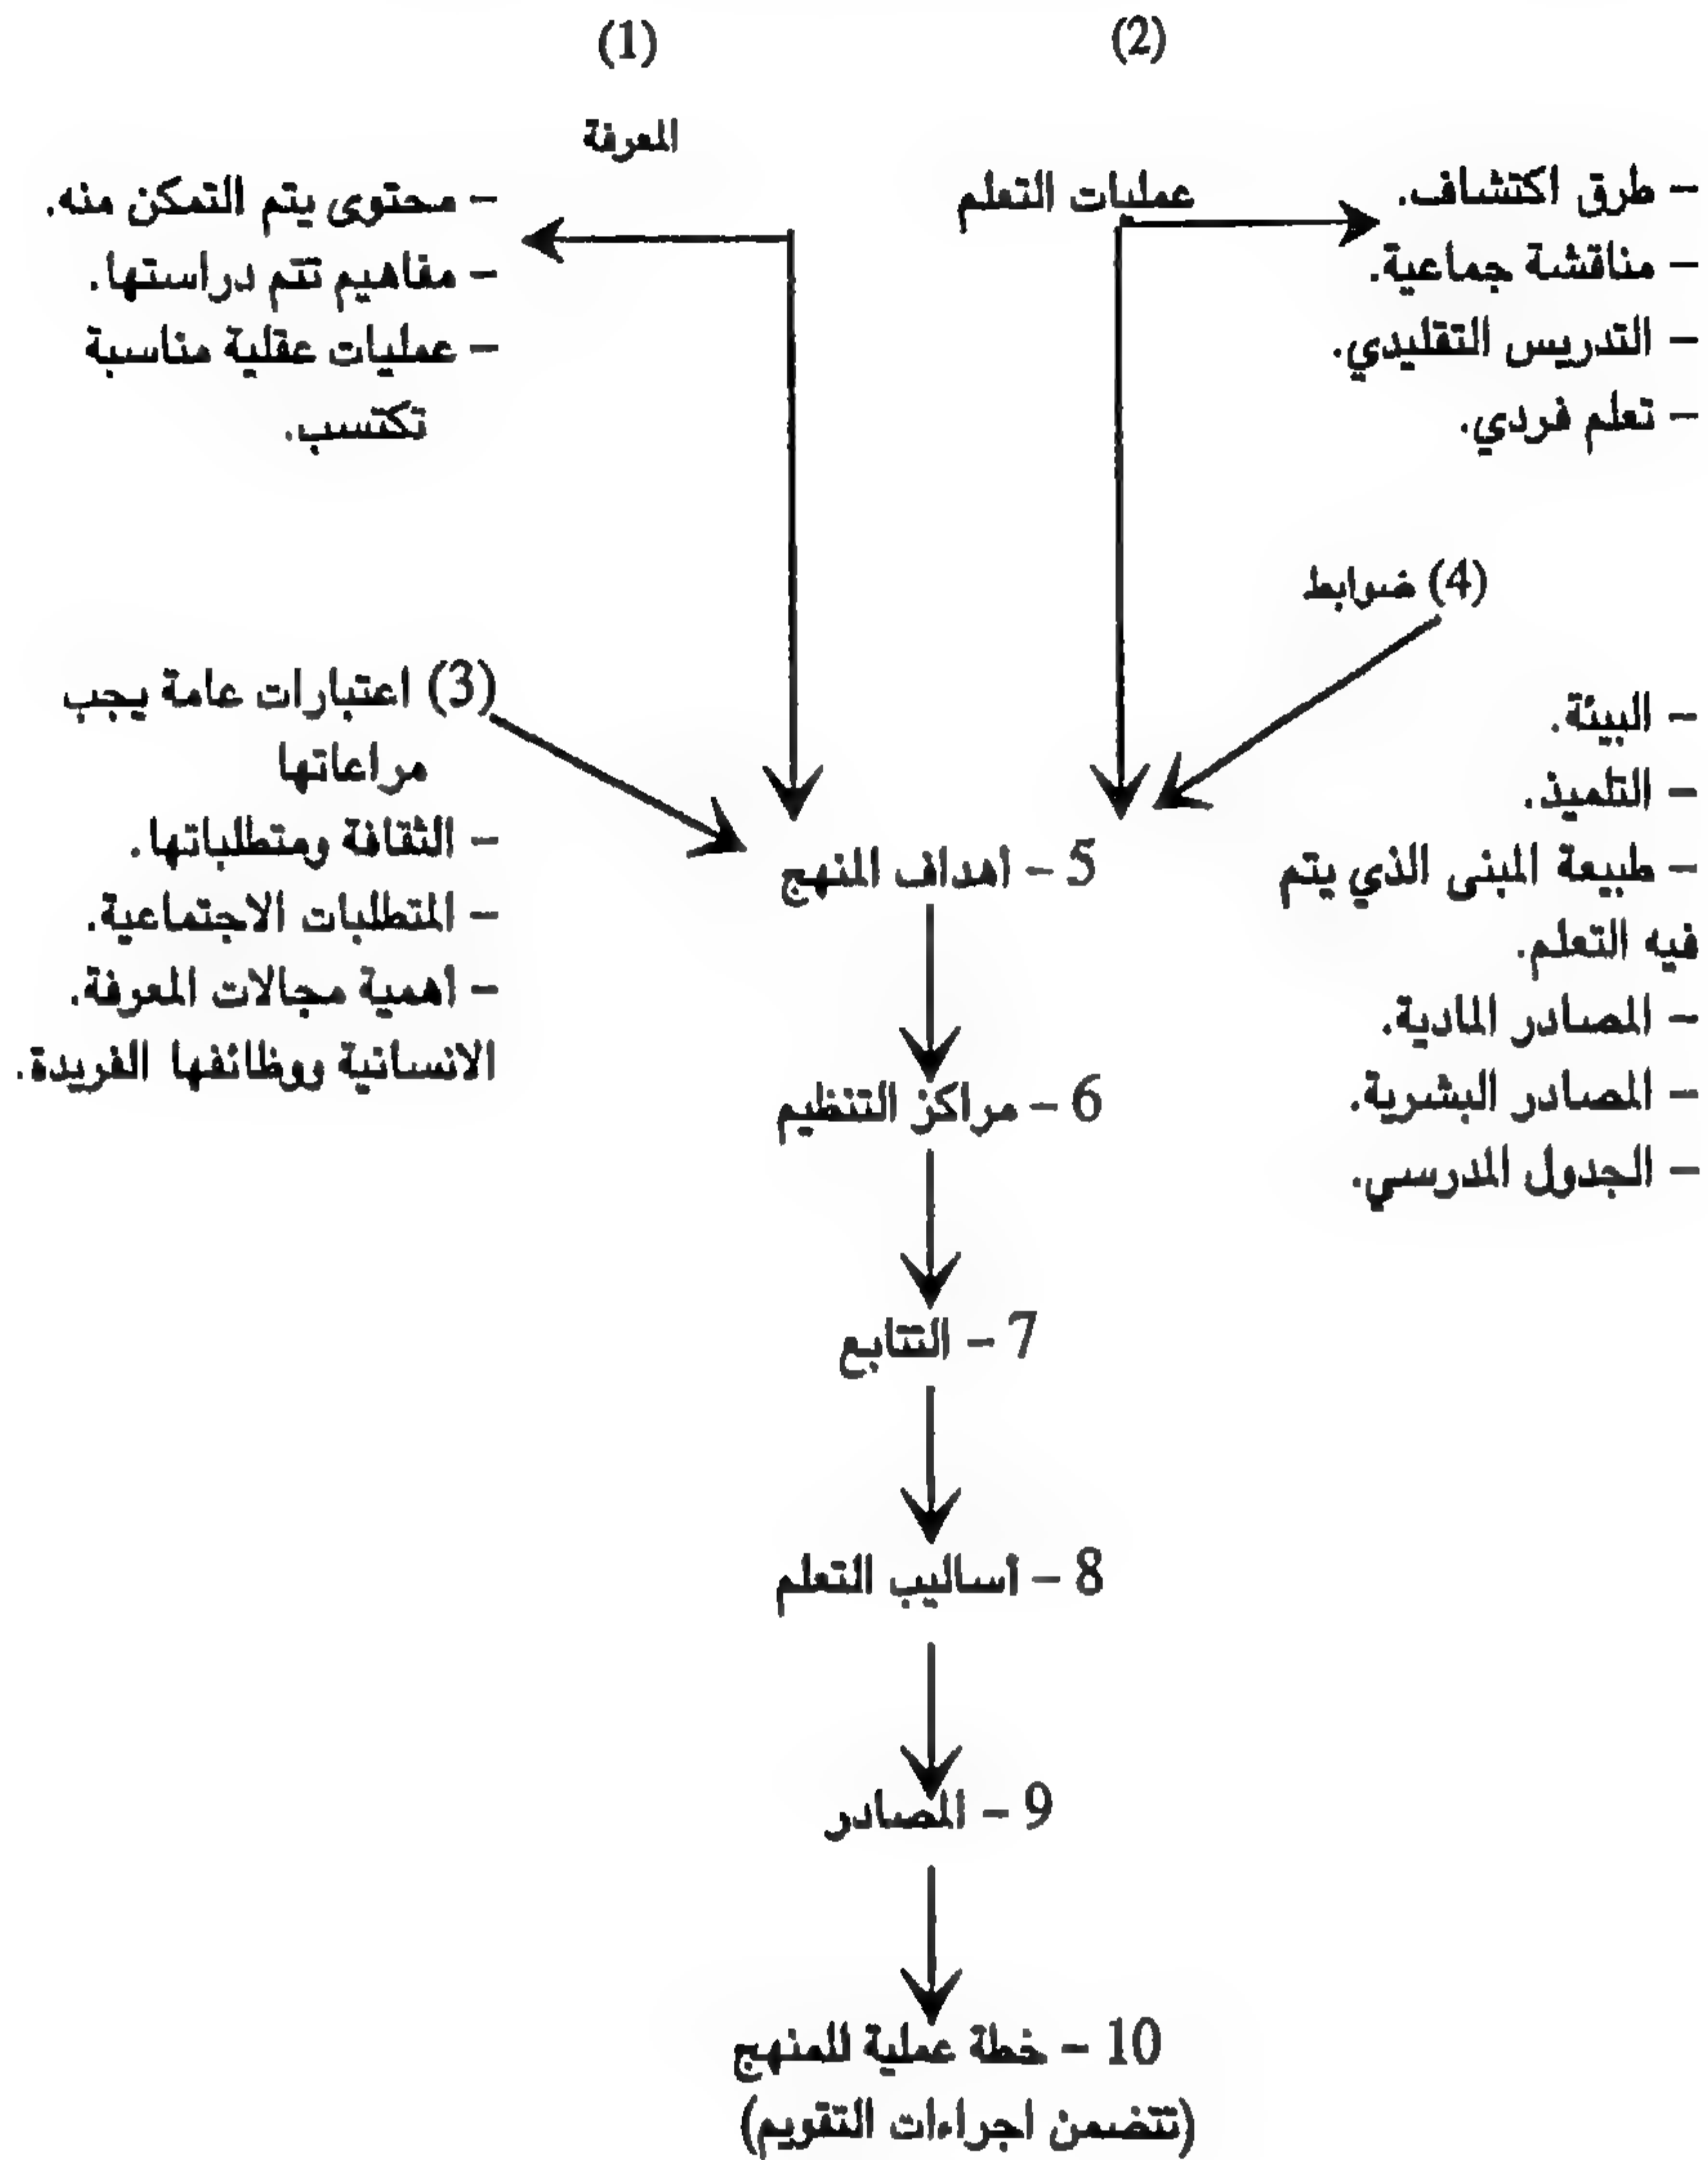 (1)
المعرفة
– محتوى يتم التمكن منه.
– مفاهيم تتم دراستها.
– عمليات عقلية مناسبة
تكتسب.
(2)
عمليات التعلم
– طرق اكتشاف.
– مناقشة جماعية.
– التدريس التقليدي.
– تعلم فردي.
(3) اعتبارات عامة يجب
مراعاتها
– الثقافة ومتطلباتها.
– المتطلبات الاجتماعية.
– اهمية مجالات المعرفة.
الانسانية ووظائفها الفريدة.
(4) ضوابط
– البيئة.
– التلميذ.
– طبيعة المبنى الذي يتم
فيه التعلم.
– المصادر المادية.
– المصادر البشرية.
– الجدول المدرسي.
5 – اهداف المنهج
6 – مراكز التنظيم
7 – التتابع
8 – أساليب التعلم
9 – المصادر
10 – خطة عملية للمنهج
(تتضمن اجراءات التقويم)